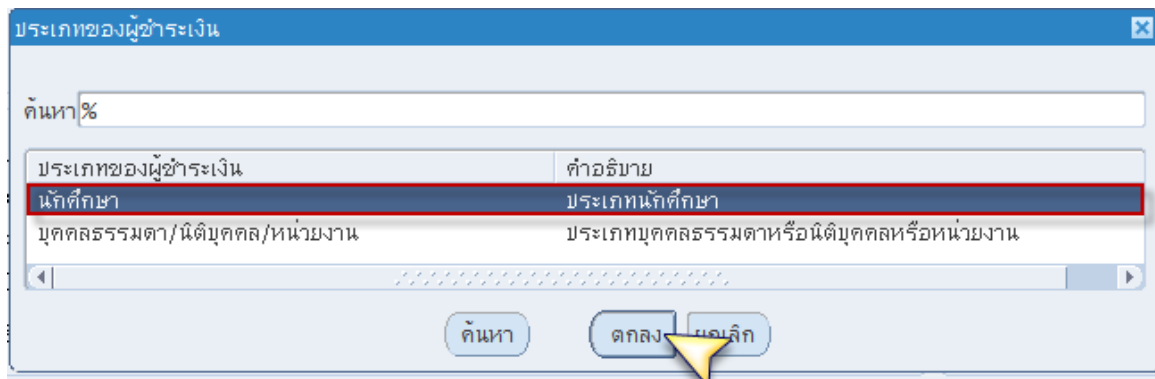 ประเภทของผู้ชำระเงิน
ค้นหา %
ประเภทของผู้ชำระเงิน คำอธิบาย
นักศึกษา ประเภทนักศึกษา
บุคคลธรรมดา/นิติบุคคล/หน่วยงาน ประเภทบุคคลธรรมดาหรือนิติบุคคลหรือหน่วยงาน
ค้นหา ตกลง ยกเลิก